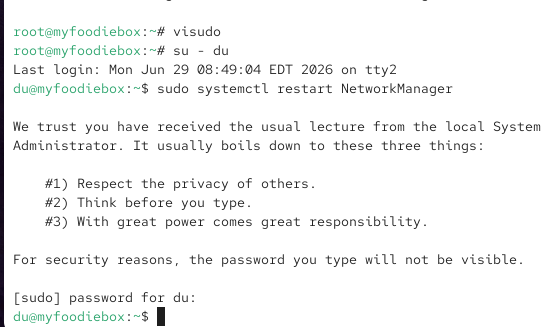 root@myfoodiebox:~# visudo
root@myfoodiebox:~# su - du
Last login: Mon Jun 29 08:49:04 EDT 2026 on tty2
du@myfoodiebox:~$ sudo systemctl restart NetworkManager

We trust you have received the usual lecture from the local System
Administrator. It usually boils down to these three things:

    #1) Respect the privacy of others.
    #2) Think before you type.
    #3) With great power comes great responsibility.

For security reasons, the password you type will not be visible.

[sudo] password for du:
du@myfoodiebox:~$